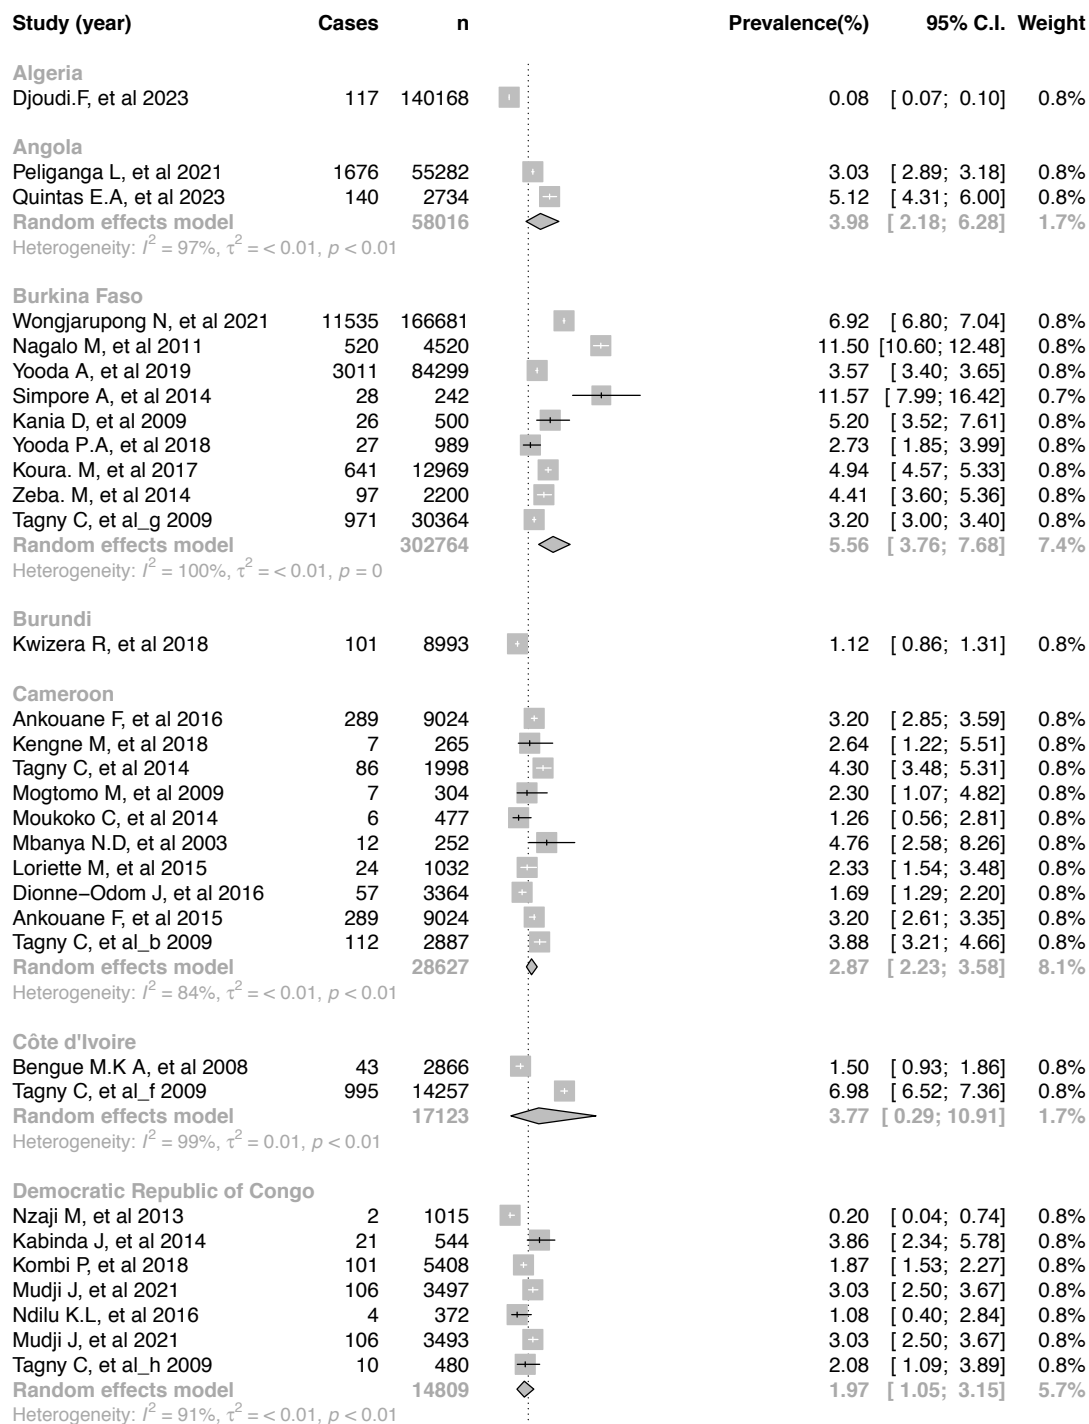 Study (year) Cases n Prevalence(%) 95% C.I. Weight
Algeria
Djoudi.F, et al 2023 117 140168 0.08 [ 0.07; 0.10] 0.8%
Angola
Peliganga L, et al 2021 1676 55282 3.03 [ 2.89; 3.18] 0.8%
Quintas E.A, et al 2023 140 2734 5.12 [ 4.31; 6.00] 0.8%
Random effects model 58016 3.98 [ 2.18; 6.28] 1.7%
Heterogeneity: I² = 97%, τ² = < 0.01, p < 0.01
Burkina Faso
Wongjarupong N, et al 2021 11535 166681 6.92 [ 6.80; 7.04] 0.8%
Nagalo M, et al 2011 520 4520 11.50 [10.60; 12.48] 0.8%
Yooda A, et al 2019 3011 84299 3.57 [ 3.40; 3.65] 0.8%
Simpore A, et al 2014 28 242 11.57 [ 7.99; 16.42] 0.7%
Kania D, et al 2009 26 500 5.20 [ 3.52; 7.61] 0.8%
Yooda P.A, et al 2018 27 989 2.73 [ 1.85; 3.99] 0.8%
Koura. M, et al 2017 641 12969 4.94 [ 4.57; 5.33] 0.8%
Zeba. M, et al 2014 97 2200 4.41 [ 3.60; 5.36] 0.8%
Tagny C, et al_g 2009 971 30364 3.20 [ 3.00; 3.40] 0.8%
Random effects model 302764 5.56 [ 3.76; 7.68] 7.4%
Heterogeneity: I² = 100%, τ² = < 0.01, p = 0
Burundi
Kwizera R, et al 2018 101 8993 1.12 [ 0.86; 1.31] 0.8%
Cameroon
Ankouane F, et al 2016 289 9024 3.20 [ 2.85; 3.59] 0.8%
Kengne M, et al 2018 7 265 2.64 [ 1.22; 5.51] 0.8%
Tagny C, et al 2014 86 1998 4.30 [ 3.48; 5.31] 0.8%
Mogtomo M, et al 2009 7 304 2.30 [ 1.07; 4.82] 0.8%
Moukoko C, et al 2014 6 477 1.26 [ 0.56; 2.81] 0.8%
Mbanya N.D, et al 2003 12 252 4.76 [ 2.58; 8.26] 0.8%
Loriette M, et al 2015 24 1032 2.33 [ 1.54; 3.48] 0.8%
Dionne−Odom J, et al 2016 57 3364 1.69 [ 1.29; 2.20] 0.8%
Ankouane F, et al 2015 289 9024 3.20 [ 2.61; 3.35] 0.8%
Tagny C, et al_b 2009 112 2887 3.88 [ 3.21; 4.66] 0.8%
Random effects model 28627 2.87 [ 2.23; 3.58] 8.1%
Heterogeneity: I² = 84%, τ² = < 0.01, p < 0.01
Côte d'Ivoire
Bengue M.K A, et al 2008 43 2866 1.50 [ 0.93; 1.86] 0.8%
Tagny C, et al_f 2009 995 14257 6.98 [ 6.52; 7.36] 0.8%
Random effects model 17123 3.77 [ 0.29; 10.91] 1.7%
Heterogeneity: I² = 99%, τ² = 0.01, p < 0.01
Democratic Republic of Congo
Nzaji M, et al 2013 2 1015 0.20 [ 0.04; 0.74] 0.8%
Kabinda J, et al 2014 21 544 3.86 [ 2.34; 5.78] 0.8%
Kombi P, et al 2018 101 5408 1.87 [ 1.53; 2.27] 0.8%
Mudji J, et al 2021 106 3497 3.03 [ 2.50; 3.67] 0.8%
Ndilu K.L, et al 2016 4 372 1.08 [ 0.40; 2.84] 0.8%
Mudji J, et al 2021 106 3493 3.03 [ 2.50; 3.67] 0.8%
Tagny C, et al_h 2009 10 480 2.08 [ 1.09; 3.89] 0.8%
Random effects model 14809 1.97 [ 1.05; 3.15] 5.7%
Heterogeneity: I² = 91%, τ² = < 0.01, p < 0.01